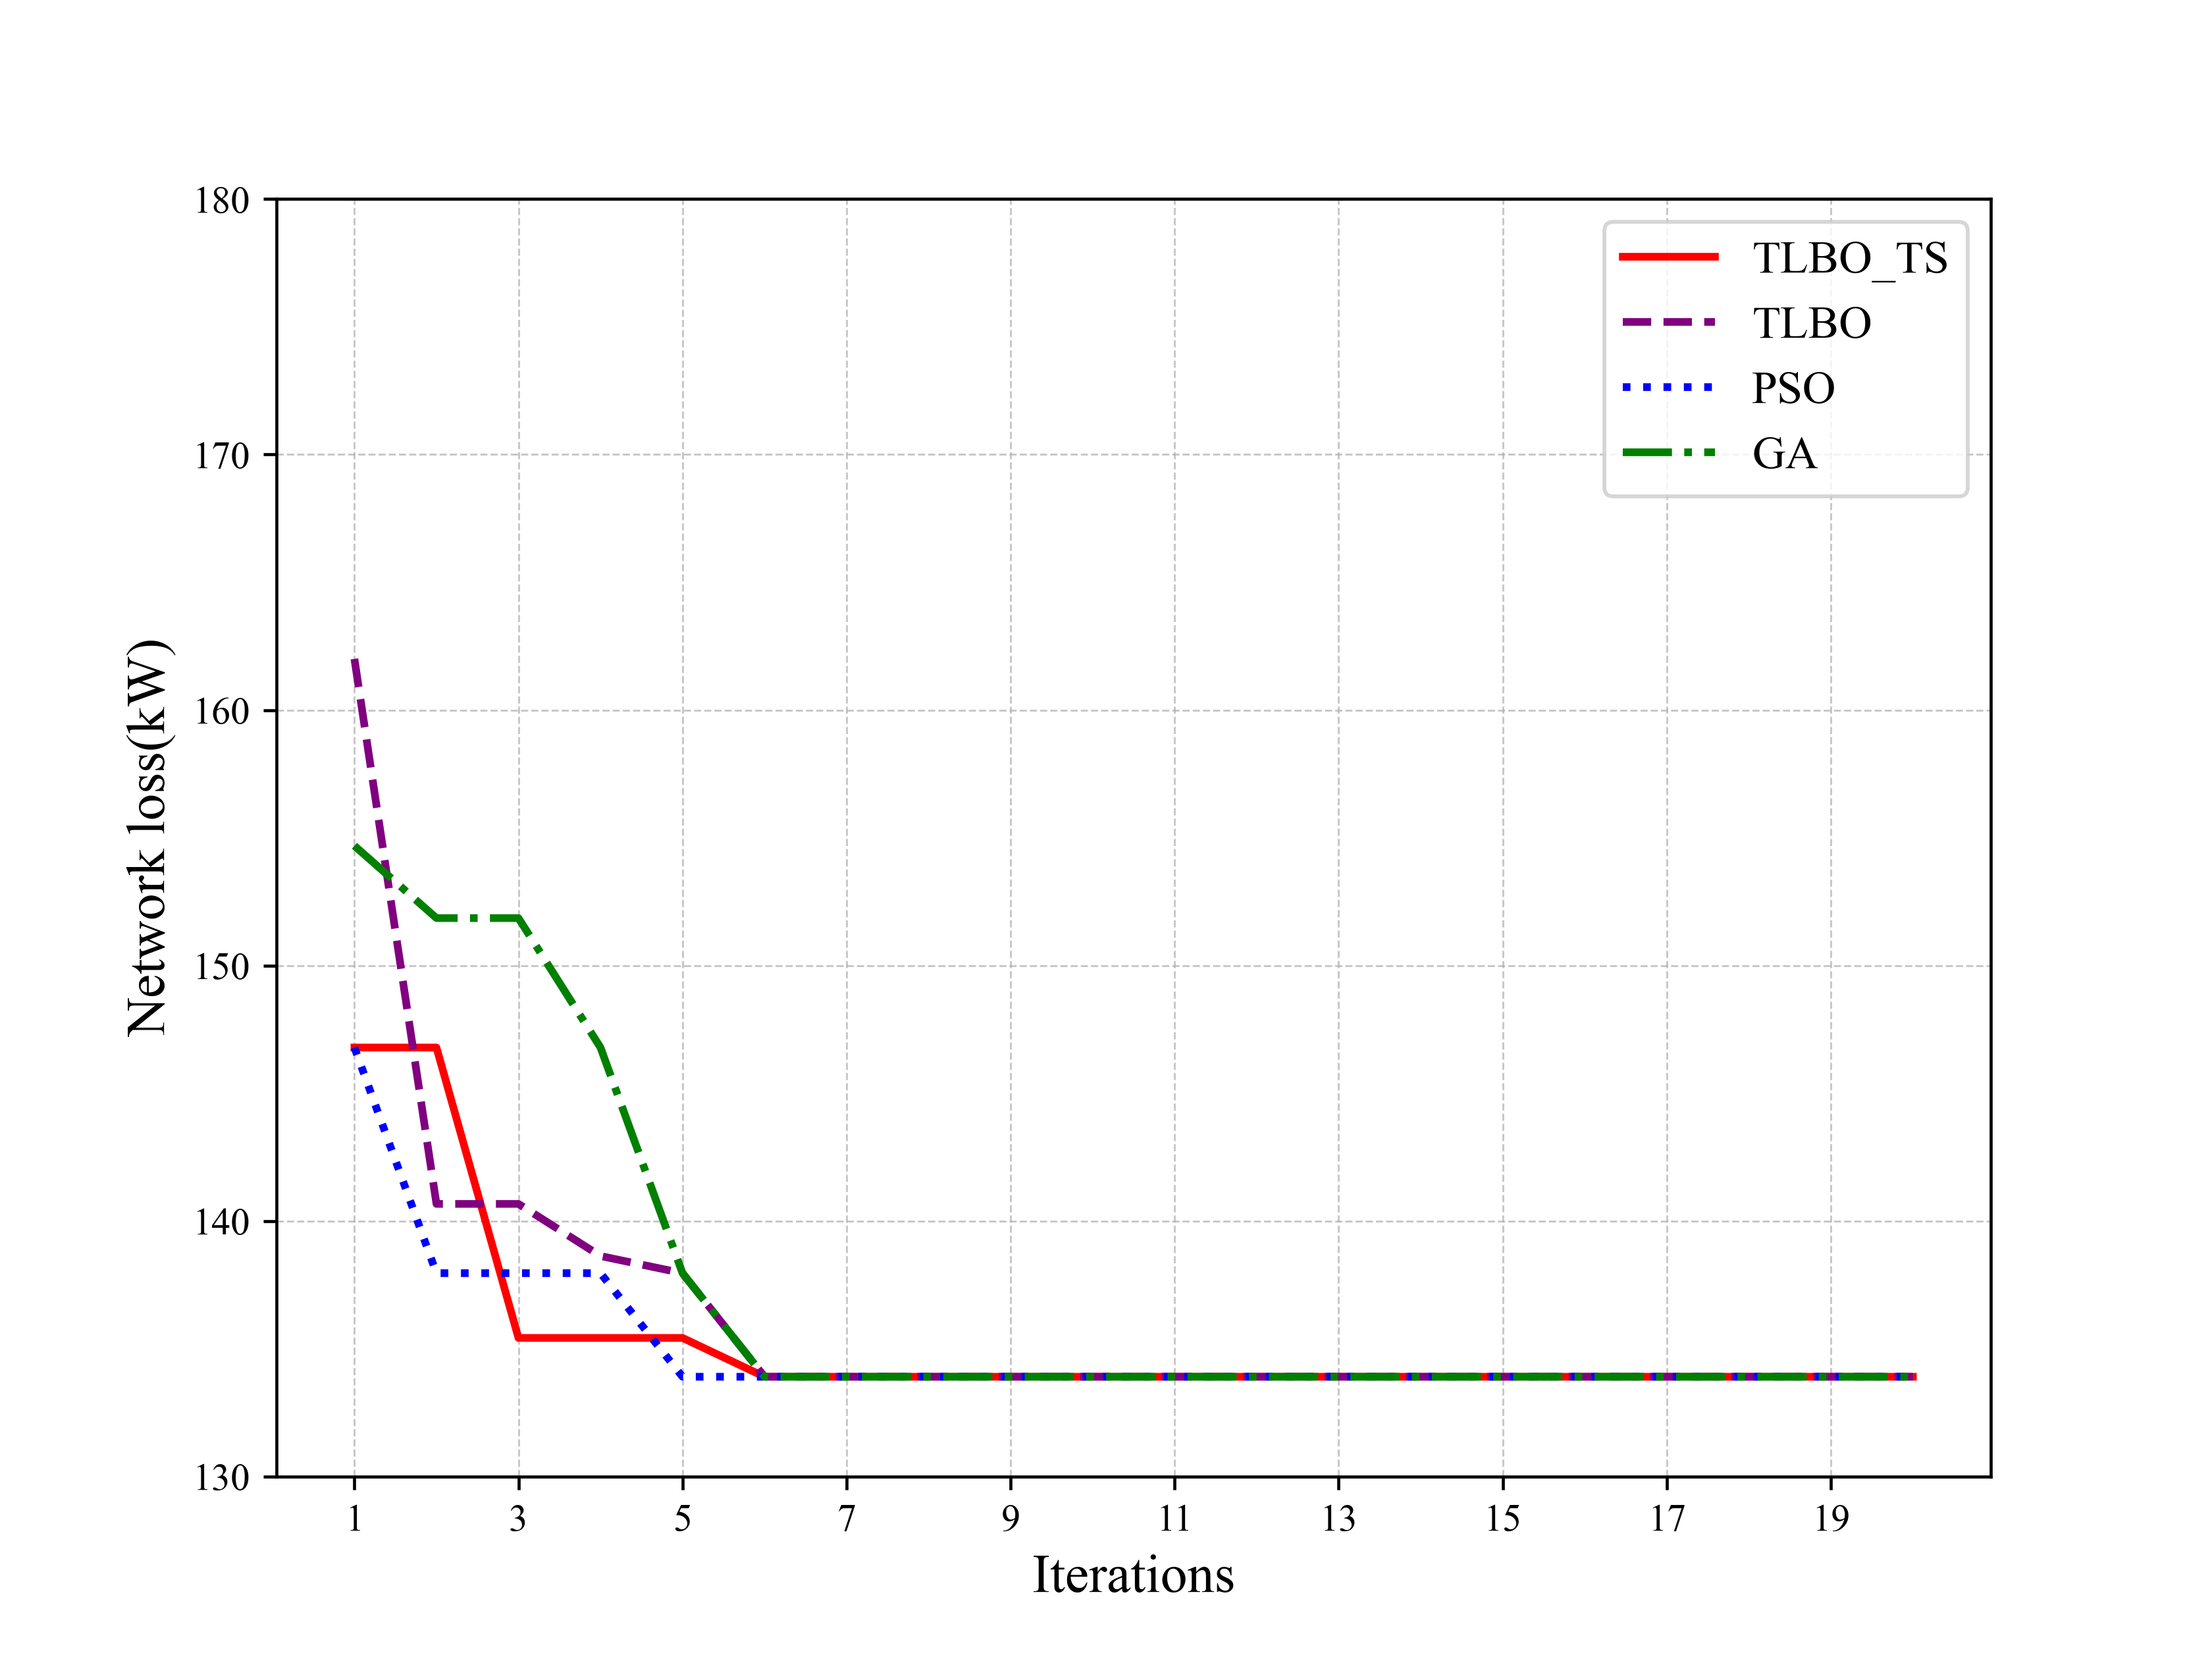 180
170
160
150
140
130
Network loss(kW)
TLBO_TS
TLBO
PSO
GA
1 3 5 7 9 11 13 15 17 19
Iterations